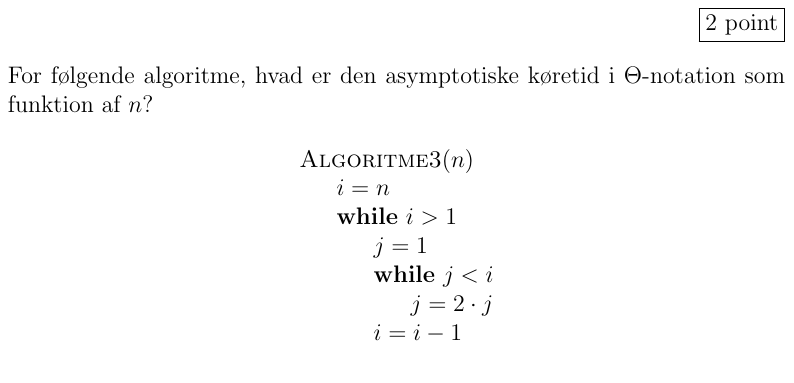 2 point
For følgende algoritme, hvad er den asymptotiske køretid i Θ-notation som
funktion af n?
ALGORITME3(n)
i = n
while i > 1
j = 1
while j < i
j = 2 · j
i = i − 1